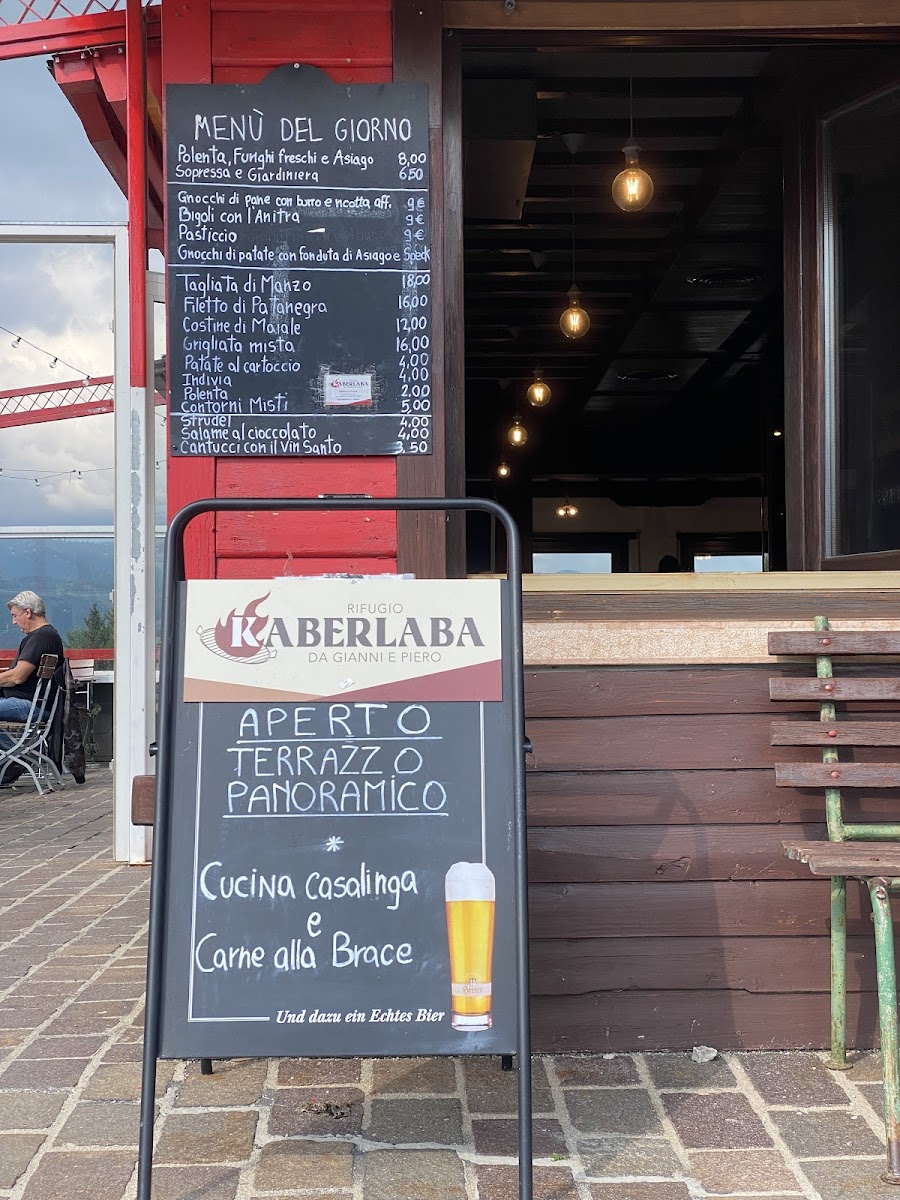 MENÙ DEL GIORNO
Polenta, Funghi freschi e Asiago 8,00
Sopressa e Giardiniera 6,50
Gnocchi di pane con burro e ricotta aff. 9€
Bigoli con l'Anitra 9€
Pasticcio 9€
Gnocchi di patate con fonduta di Asiago e Speck
Tagliata di Manzo 18,00
Filetto di Patanegra 16,00
Costine di Maiale 12,00
Grigliata mista 16,00
Patate al cartoccio 4,00
Indivia 4,00
Polenta 2,00
Contorni Misti 5,00
Strudel 4,00
Salame al cioccolato 4,00
Cantucci con il Vin Santo 3,50
KABERLABA
RIFUGIO
KABERLABA
DA GIANNI E PIERO
APERTO
TERRAZZO
PANORAMICO
*
Cucina casalinga
e
Carne alla Brace
Und dazu ein Echtes Bier